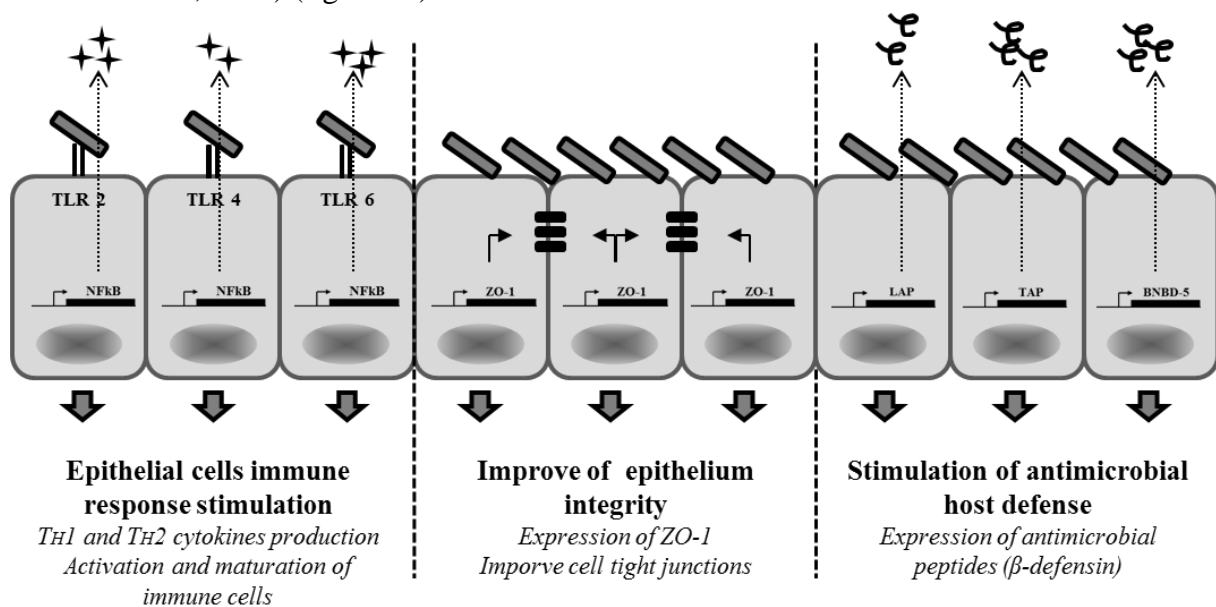 TLR 2
TLR 4
TLR 6
NFkB
NFkB
NFkB
ZO-1
ZO-1
ZO-1
LAP
TAP
BNBD-5
Epithelial cells immune
response stimulation
TH1 and TH2 cytokines production
Activation and maturation of
immune cells
Improve of epithelium
integrity
Expression of ZO-1
Imporve cell tight junctions
Stimulation of antimicrobial
host defense
Expression of antimicrobial
peptides (β-defensin)